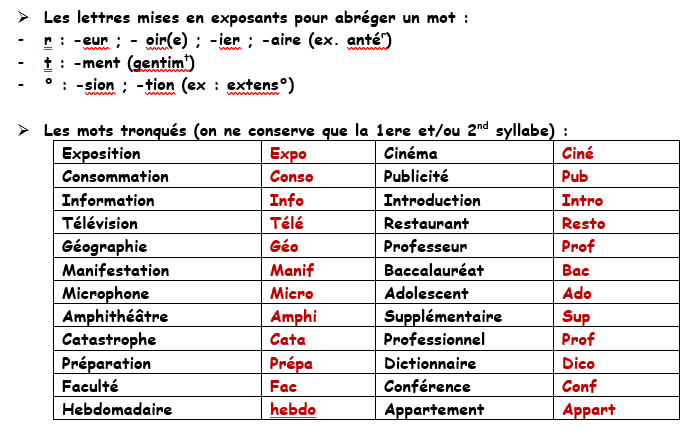 ➢ Les lettres mises en exposants pour abréger un mot :
- r : -eur ; - oir(e) ; -ier ; -aire (ex. antéʳ)
- t : -ment (gentimᵗ)
- ° : -sion ; -tion (ex : extens°)
➢ Les mots tronqués (on ne conserve que la 1ere et/ou 2ⁿᵈ syllabe) :
Exposition Expo Cinéma Ciné
Consommation Conso Publicité Pub
Information Info Introduction Intro
Télévision Télé Restaurant Resto
Géographie Géo Professeur Prof
Manifestation Manif Baccalauréat Bac
Microphone Micro Adolescent Ado
Amphithéâtre Amphi Supplémentaire Sup
Catastrophe Cata Professionnel Prof
Préparation Prépa Dictionnaire Dico
Faculté Fac Conférence Conf
Hebdomadaire hebdo Appartement Appart